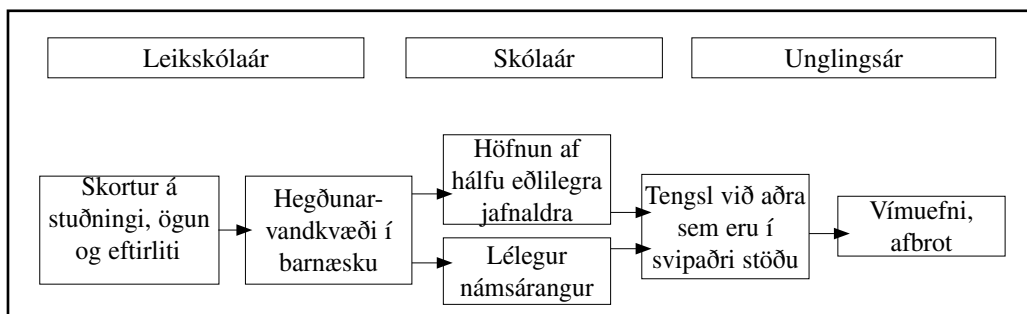 Leikskólaár
Skólaár
Unglingsár
Skortur á
stuðningi, ögun
og eftirliti
Hegðunar-
vandkvæði í
barnæsku
Höfnun af
hálfu eðlilegra
jafnaldra
Lélegur
námsárangur
Tengsl við aðra
sem eru í
svipaðri stöðu
Vímuefni,
afbrot